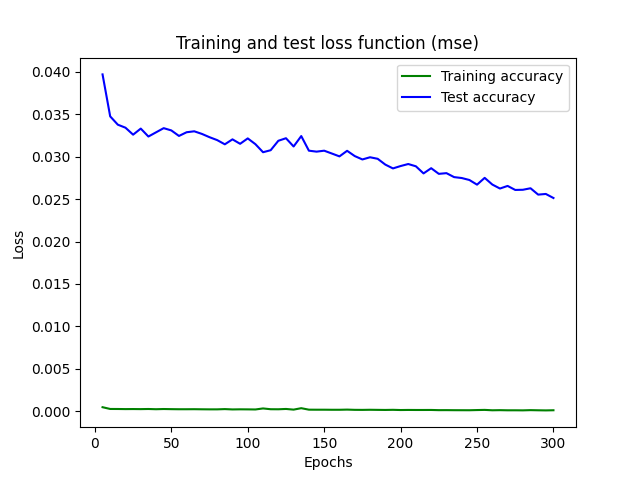 Training and test loss function (mse)
Training accuracy
Test accuracy
0.040
0.035
0.030
0.025
0.020
0.015
0.010
0.005
0.000
Loss
0 50 100 150 200 250 300
Epochs